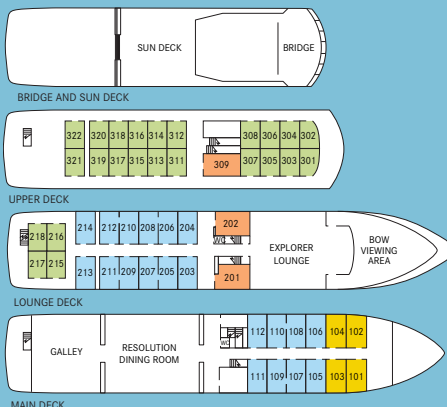 SUN DECK BRIDGE
BRIDGE AND SUN DECK
322 320 318 316 314 312 308 306 304 302
321 319 317 315 313 311 309 307 305 303 301
UPPER DECK
218 216 214 212 210 208 206 204 202
WC
EXPLORER LOUNGE
BOW VIEWING AREA
217 215 213 211 209 207 205 203 201
LOUNGE DECK
GALLEY
RESOLUTION DINING ROOM
WC
112 110 108 106 104 102
111 109 107 105 103 101
MAIN DECK